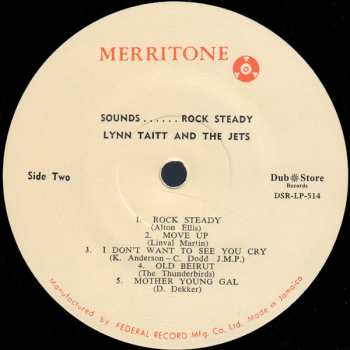 MERRITONE
SOUNDS......ROCK STEADY
LYNN TAITT AND THE JETS
Side Two
Dub Store
Records
DSR-LP-514
1. ROCK STEADY
(Alton Ellis)
2. MOVE UP
(Linval Martin)
3. I DON'T WANT TO SEE YOU CRY
(K. Anderson - C. Dodd J.M.P.)
4. OLD BEIRUT
(The Thunderbirds)
5. MOTHER YOUNG GAL
(D. Dekker)
Manufactured by FEDERAL RECORD Mfg. Co. Ltd. Made in Jamaica